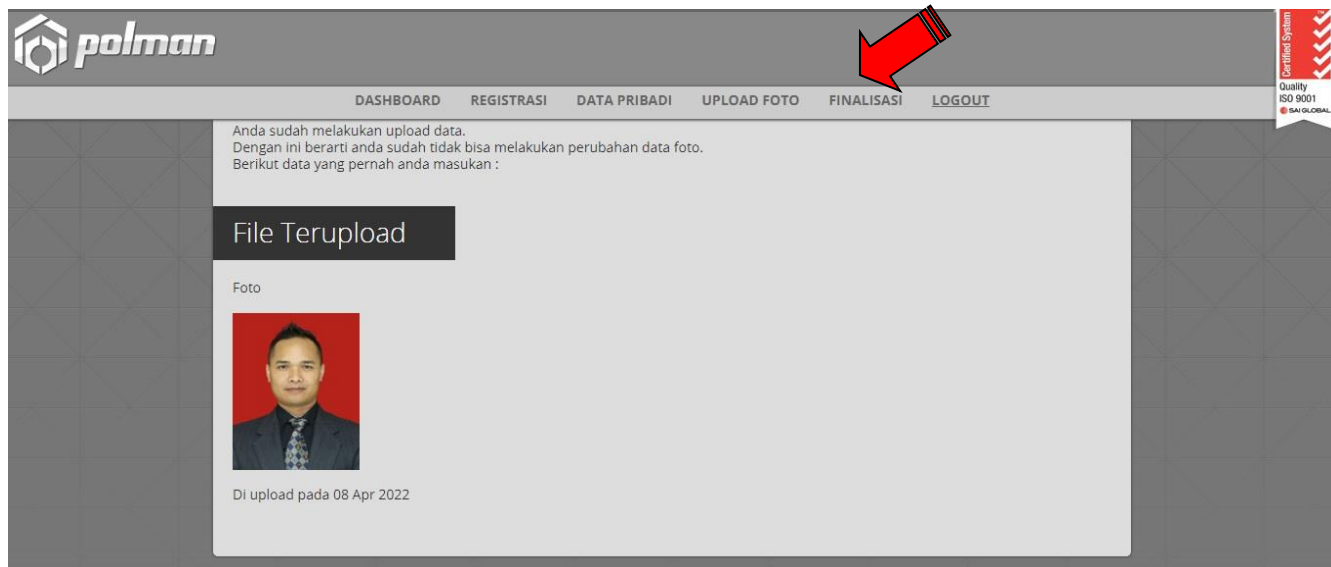 polman
Certified System
Quality
ISO 9001
SAI GLOBAL
DASHBOARD REGISTRASI DATA PRIBADI UPLOAD FOTO FINALISASI LOGOUT
Anda sudah melakukan upload data.
Dengan ini berarti anda sudah tidak bisa melakukan perubahan data foto.
Berikut data yang pernah anda masukan :
File Terupload
Foto
Di upload pada 08 Apr 2022